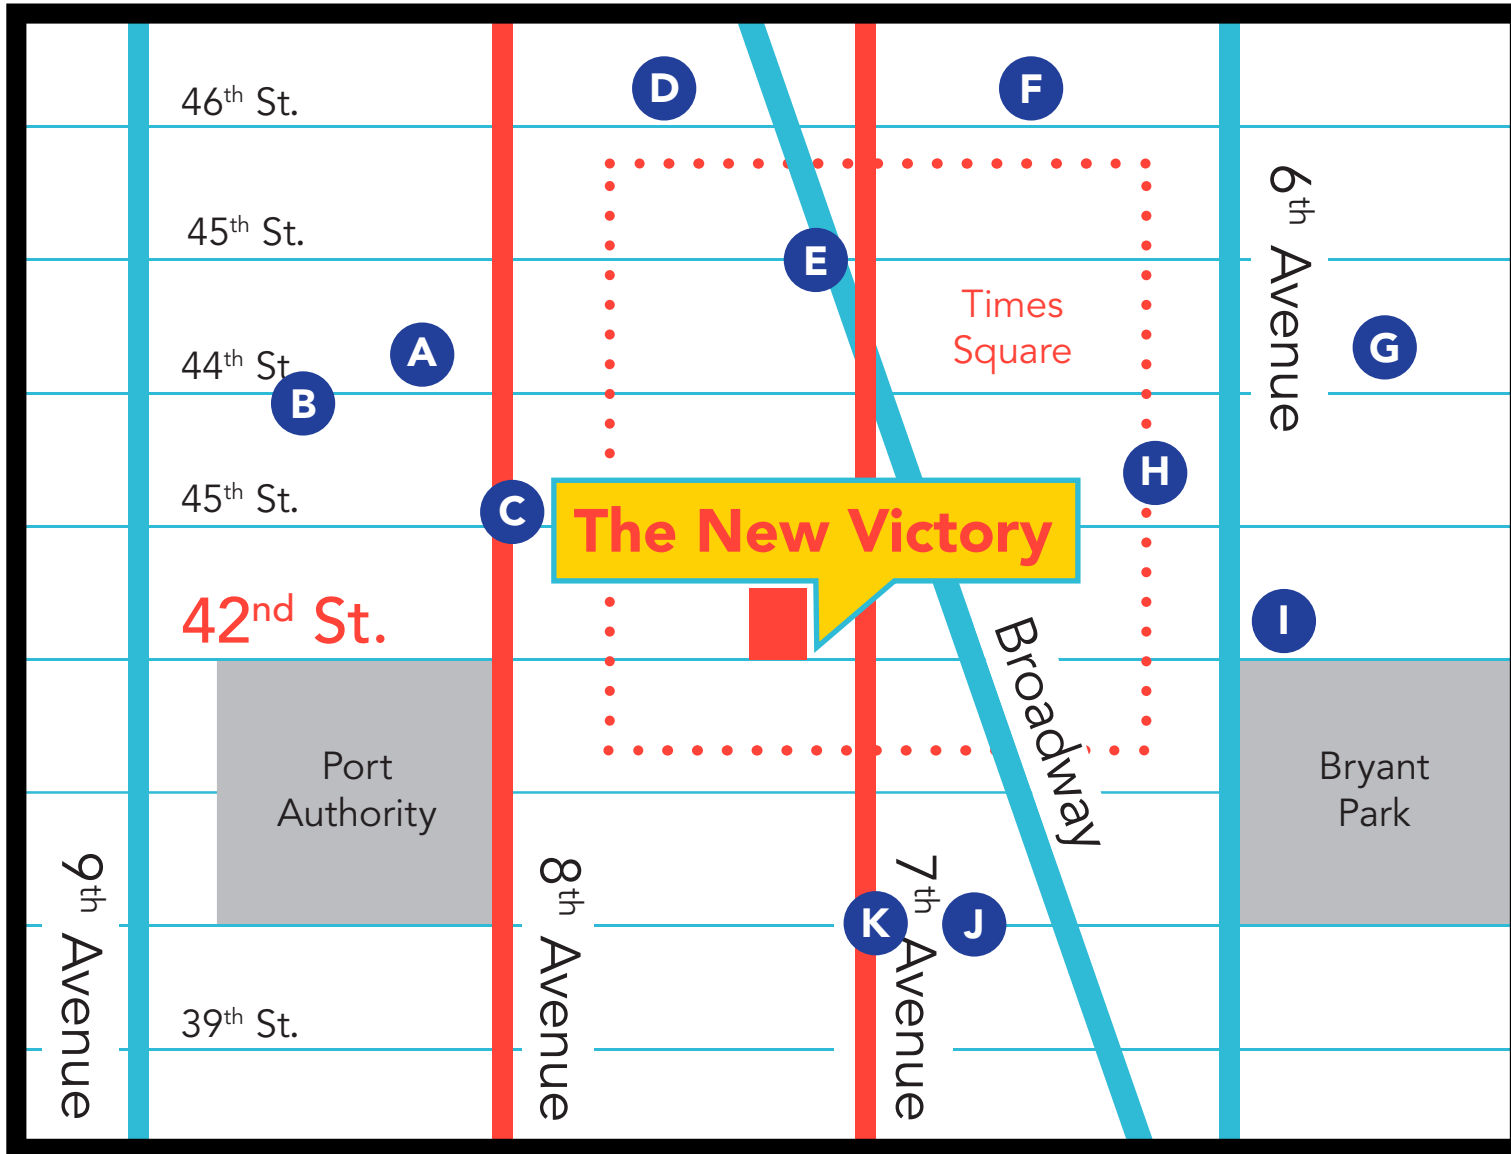 D
F
46th St.
6th Avenue
45th St.
E
Times
Square
44th St.
A
G
B
H
45th St.
C
The New Victory
42nd St.
I
Broadway
Port
Authority
Bryant
Park
9th Avenue
8th Avenue
7th Avenue
K
J
39th St.